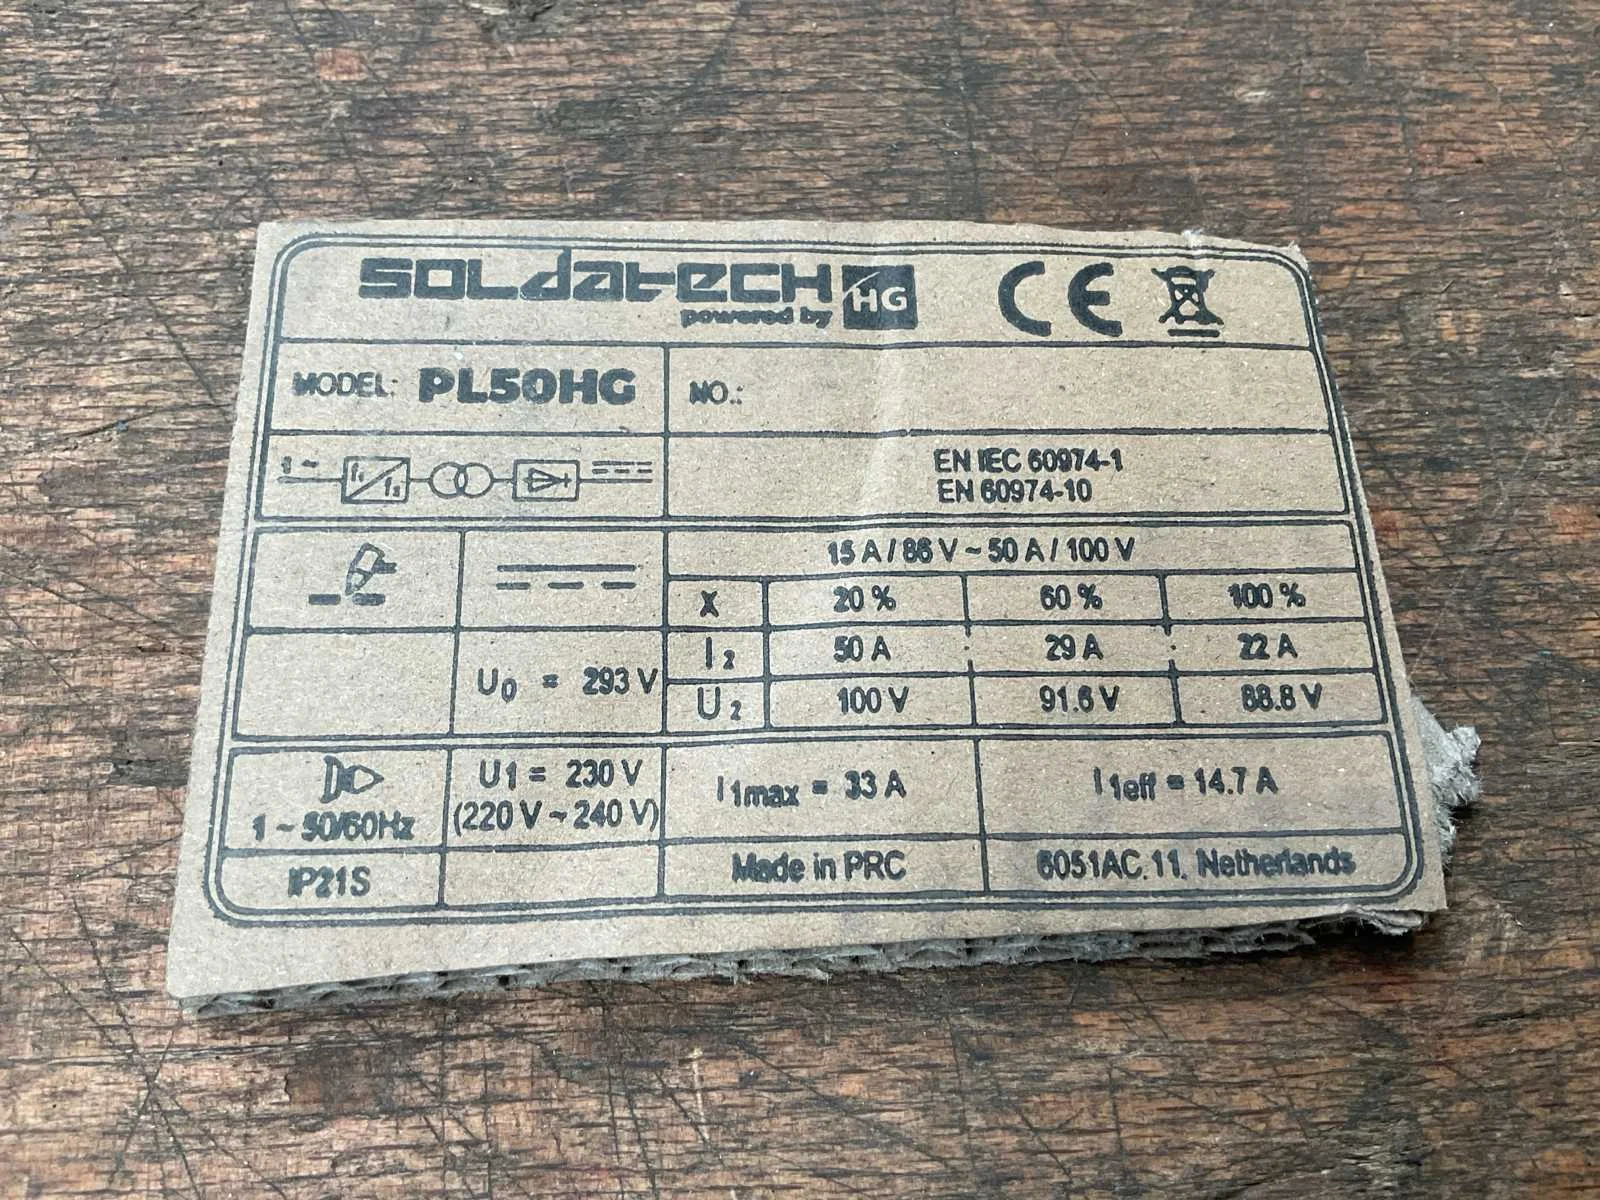 SOLDATECH
powered by HG
CE
MODEL: PL50HG
NO.:
1 ~ f1 f2
EN IEC 60974-1
EN 60974-10
15 A / 86 V ~ 50 A / 100 V
X 20 % 60 % 100 %
I2 50 A 29 A 22 A
U0 = 293 V
U2 100 V 91.6 V 88.8 V
1 ~ 50/60Hz
U1 = 230 V
(220 V ~ 240 V)
I1max = 33 A
I1eff = 14.7 A
IP21S
Made in PRC
6051AC.11. Netherlands